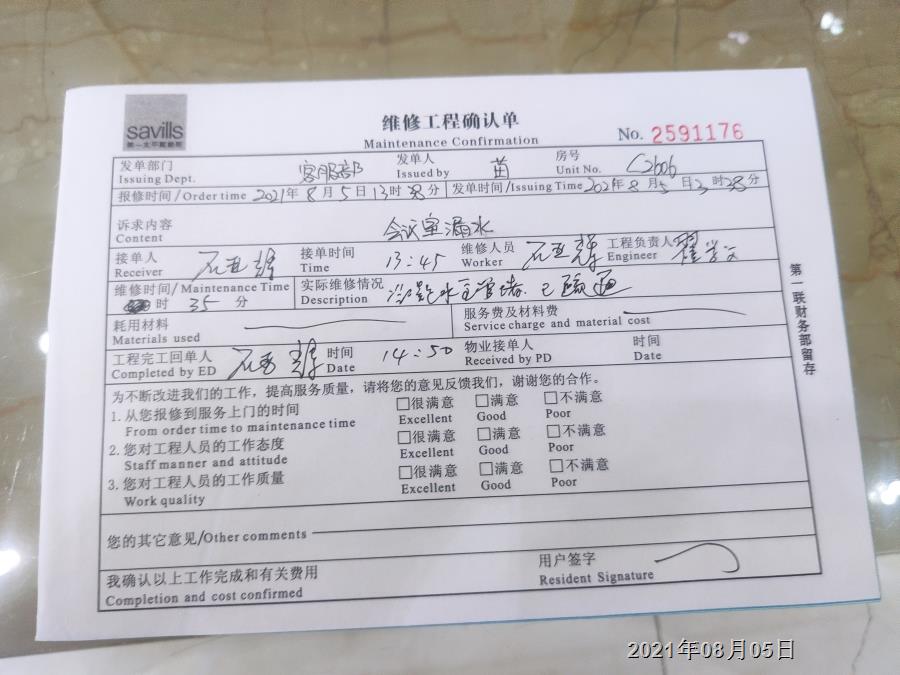 savills
第一太平戴维斯
维修工程确认单
Maintenance Confirmation
No. 2591176
发单部门 客服部 发单人 苗 房号 C2606
Issuing Dept. Issued by Unit No.
报修时间/Order time 2021年8月5日13时38分 发单时间/Issuing Time 2021年8月5日13时38分
诉求内容 会议室漏水
Content
接单人 石亚辉 接单时间 13:45 维修人员 石亚辉 工程负责人
Receiver Time Worker Engineer
维修时间/Maintenance Time 实际维修情况 冷凝水主管堵.已疏通
时 35 分 Description
耗用材料 服务费及材料费
Materials used Service charge and material cost
工程完工回单人 石亚辉 时间 14:50 物业接单人 时间
Completed by ED Date Received by PD Date
为不断改进我们的工作，提高服务质量，请将您的意见反馈我们，谢谢您的合作。
1.从您报修到服务上门的时间 □很满意 □满意 □不满意
From order time to maintenance time Excellent Good Poor
2.您对工程人员的工作态度 □很满意 □满意 □不满意
Staff manner and attitude Excellent Good Poor
3.您对工程人员的工作质量 □很满意 □满意 □不满意
Work quality Excellent Good Poor
您的其它意见/Other comments
我确认以上工作完成和有关费用 用户签字
Completion and cost confirmed Resident Signature
第一联财务部留存
2021年08月05日